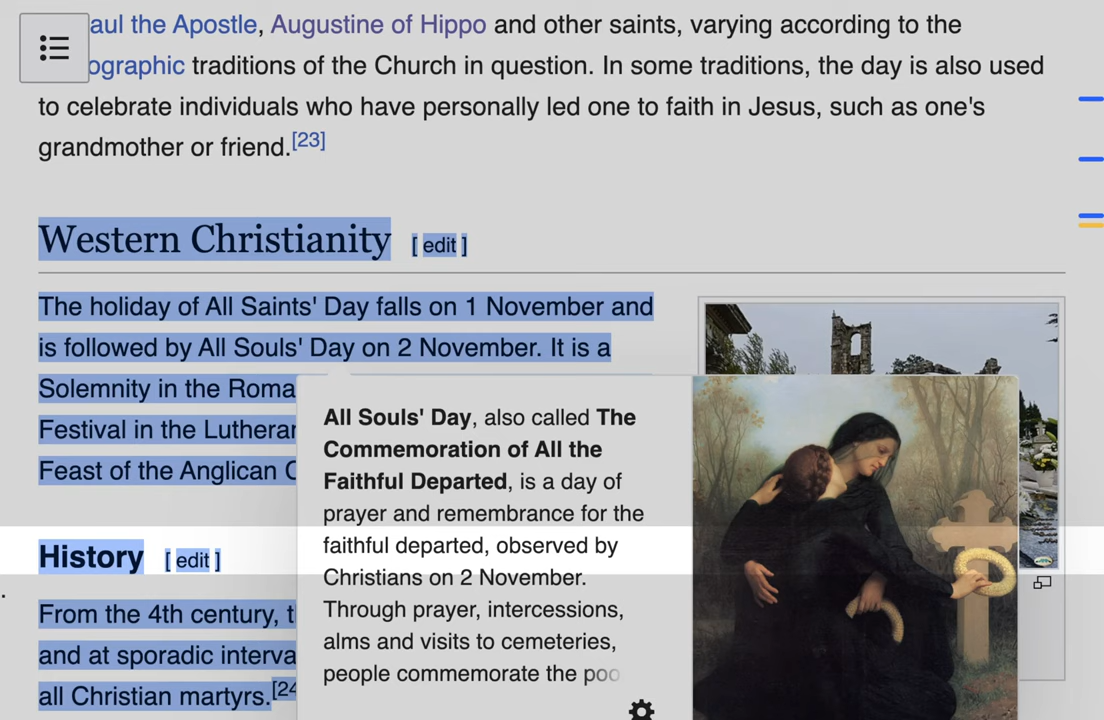 aul the Apostle, Augustine of Hippo and other saints, varying according to the
ographic traditions of the Church in question. In some traditions, the day is also used
to celebrate individuals who have personally led one to faith in Jesus, such as one's
grandmother or friend.[23]
Western Christianity [ edit ]
The holiday of All Saints' Day falls on 1 November and
is followed by All Souls' Day on 2 November. It is a
Solemnity in the Roma
Festival in the Lutheran
Feast of the Anglican C
History [ edit ]
From the 4th century, t
and at sporadic interva
all Christian martyrs.[24
All Souls' Day, also called The
Commemoration of All the
Faithful Departed, is a day of
prayer and remembrance for the
faithful departed, observed by
Christians on 2 November.
Through prayer, intercessions,
alms and visits to cemeteries,
people commemorate the poo